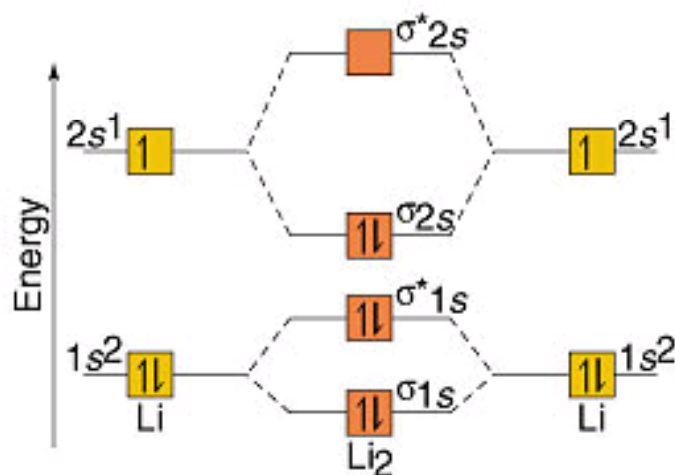 σ*2s
2s¹ 2s¹
σ2s
Energy
σ*1s
1s² 1s²
σ1s
Li Li₂ Li